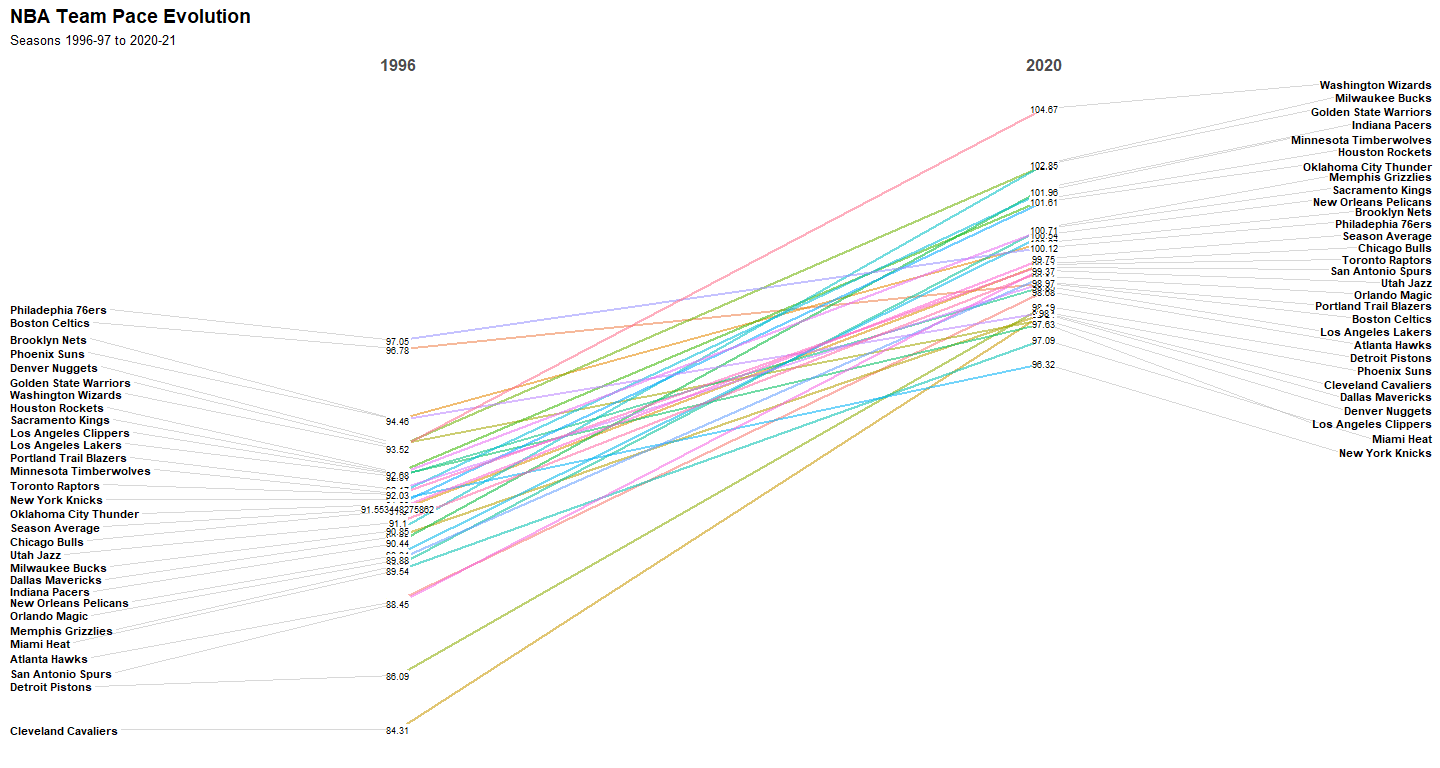 NBA Team Pace Evolution
Seasons 1996-97 to 2020-21
1996
2020
Philadephia 76ers
Boston Celtics
Brooklyn Nets
Phoenix Suns
Denver Nuggets
Golden State Warriors
Washington Wizards
Houston Rockets
Sacramento Kings
Los Angeles Clippers
Los Angeles Lakers
Portland Trail Blazers
Minnesota Timberwolves
Toronto Raptors
New York Knicks
Oklahoma City Thunder
Season Average
Chicago Bulls
Utah Jazz
Milwaukee Bucks
Dallas Mavericks
Indiana Pacers
New Orleans Pelicans
Orlando Magic
Memphis Grizzlies
Miami Heat
Atlanta Hawks
San Antonio Spurs
Detroit Pistons
Cleveland Cavaliers
97.05
96.78
94.46
93.52
92.03
91.553448275862
91.1
90.44
89.88
89.54
88.45
86.09
84.31
104.67
102.85
101.96
101.61
100.71
100.12
99.75
99.37
98.97
98.68
97.63
97.09
96.32
Washington Wizards
Milwaukee Bucks
Golden State Warriors
Indiana Pacers
Minnesota Timberwolves
Houston Rockets
Oklahoma City Thunder
Memphis Grizzlies
Sacramento Kings
New Orleans Pelicans
Brooklyn Nets
Philadephia 76ers
Season Average
Chicago Bulls
Toronto Raptors
San Antonio Spurs
Utah Jazz
Orlando Magic
Portland Trail Blazers
Boston Celtics
Los Angeles Lakers
Atlanta Hawks
Detroit Pistons
Phoenix Suns
Cleveland Cavaliers
Dallas Mavericks
Denver Nuggets
Los Angeles Clippers
Miami Heat
New York Knicks